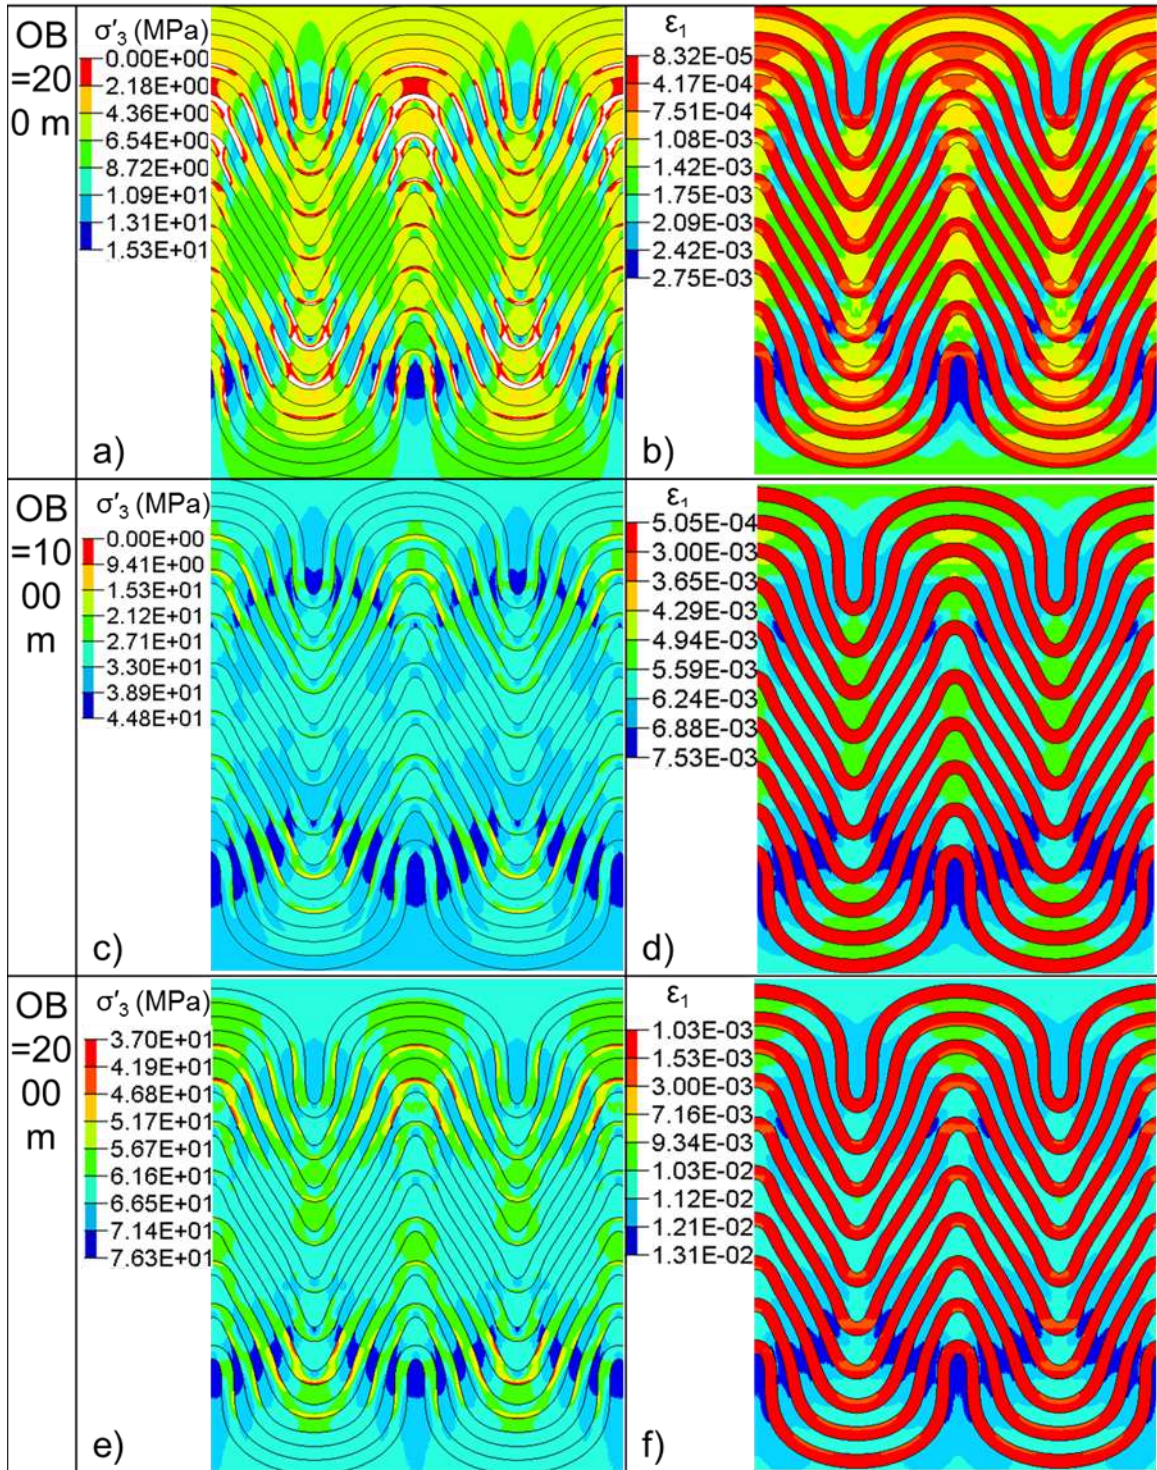 OB
=20
0 m
σ′3 (MPa)
0.00E+00
2.18E+00
4.36E+00
6.54E+00
8.72E+00
1.09E+01
1.31E+01
1.53E+01
a)
ε1
8.32E-05
4.17E-04
7.51E-04
1.08E-03
1.42E-03
1.75E-03
2.09E-03
2.42E-03
2.75E-03
b)
OB
=10
00
m
σ′3 (MPa)
0.00E+00
9.41E+00
1.53E+01
2.12E+01
2.71E+01
3.30E+01
3.89E+01
4.48E+01
c)
ε1
5.05E-04
3.00E-03
3.65E-03
4.29E-03
4.94E-03
5.59E-03
6.24E-03
6.88E-03
7.53E-03
d)
OB
=20
00
m
σ′3 (MPa)
3.70E+01
4.19E+01
4.68E+01
5.17E+01
5.67E+01
6.16E+01
6.65E+01
7.14E+01
7.63E+01
e)
ε1
1.03E-03
1.53E-03
3.00E-03
7.16E-03
9.34E-03
1.03E-02
1.12E-02
1.21E-02
1.31E-02
f)